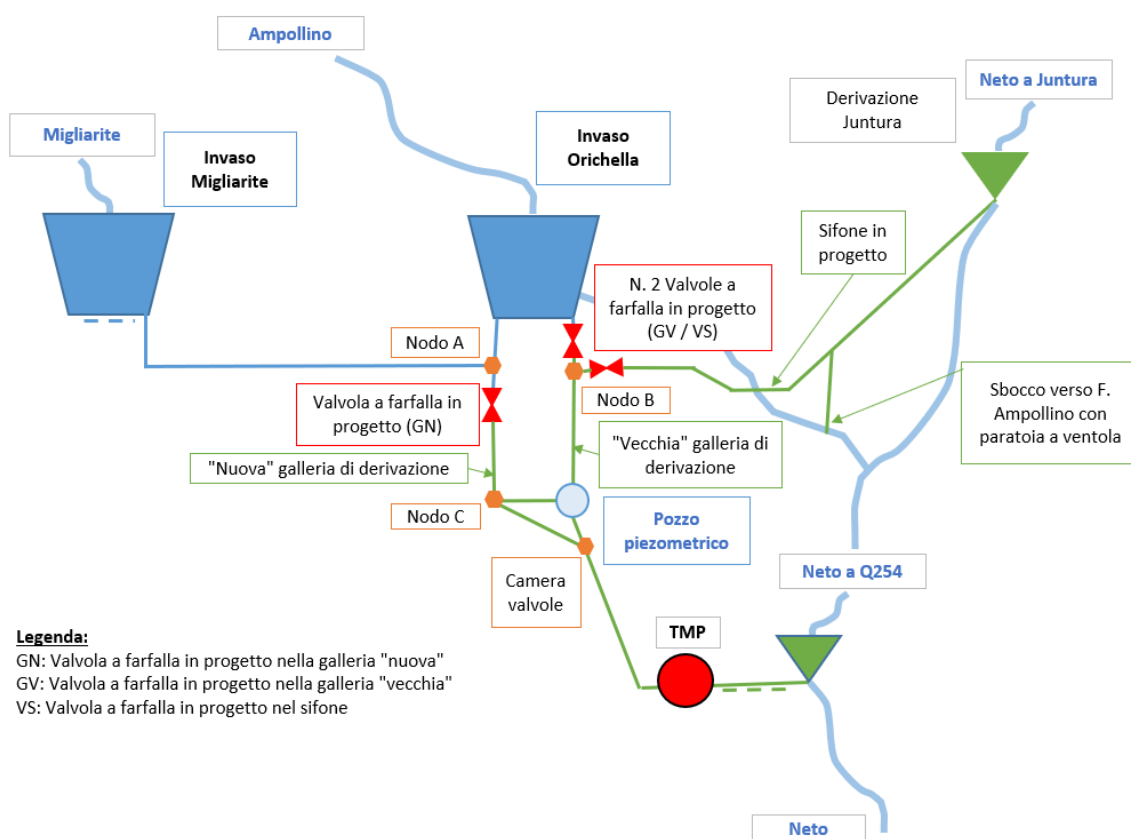 Ampollino
Neto a Juntura
Derivazione
Juntura
Migliarite
Invaso
Migliarite
Invaso
Orichella
Sifone in
progetto
N. 2 Valvole a
farfalla in progetto
(GV / VS)
Nodo A
Nodo B
Sbocco verso F.
Ampollino con
paratoia a ventola
Valvola a farfalla in
progetto (GN)
"Vecchia" galleria di
derivazione
"Nuova" galleria di derivazione
Nodo C
Pozzo
piezometrico
Camera
valvole
Neto a Q254
TMP
Legenda:
GN: Valvola a farfalla in progetto nella galleria "nuova"
GV: Valvola a farfalla in progetto nella galleria "vecchia"
VS: Valvola a farfalla in progetto nel sifone
Neto